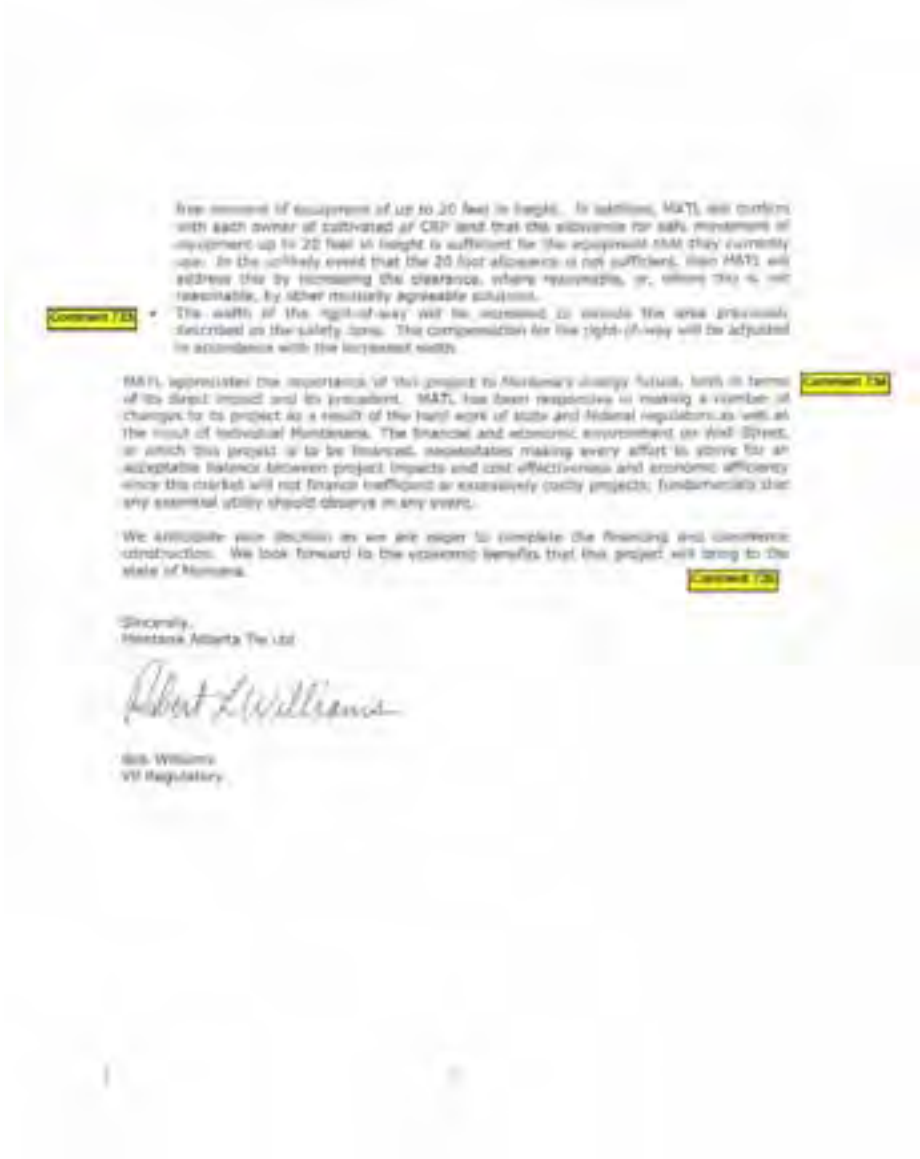 free movement of equipment of up to 20 feet in height. In addition, MATL will confirm
with each owner of cultivated or CRP land that the allowance for safe movement of
equipment up to 20 feet in height is sufficient for the equipment that they currently
use. In the unlikely event that the 20 foot allowance is not sufficient, then MATL will
address this by increasing the clearance, where reasonable, or, where this is not
reasonable, by other mutually agreeable solutions.
• The width of the right-of-way will be increased to include the area previously
described as the safety zone. The compensation for the right-of-way will be adjusted
in accordance with the increased width.
Comment
MATL appreciates the importance of this project to Montana's energy future, both in terms
of its direct impact and its precedent. MATL has been responsive in making a number of
changes to its project as a result of the hard work of state and federal regulators as well as
the input of individual Montanans. The financial and economic environment on Wall Street,
in which this project is to be financed, necessitates making every effort to strive for an
acceptable balance between project impacts and cost effectiveness and economic efficiency
since the market will not finance inefficient or excessively costly projects; fundamentals that
any essential utility should observe in any event.
Comment
We anticipate your decision as we are eager to complete the financing and commence
construction. We look forward to the economic benefits that this project will bring to the
state of Montana.
Comment
Sincerely,
Montana Alberta Tie Ltd
Robert L Williams
Bob Williams
VP Regulatory